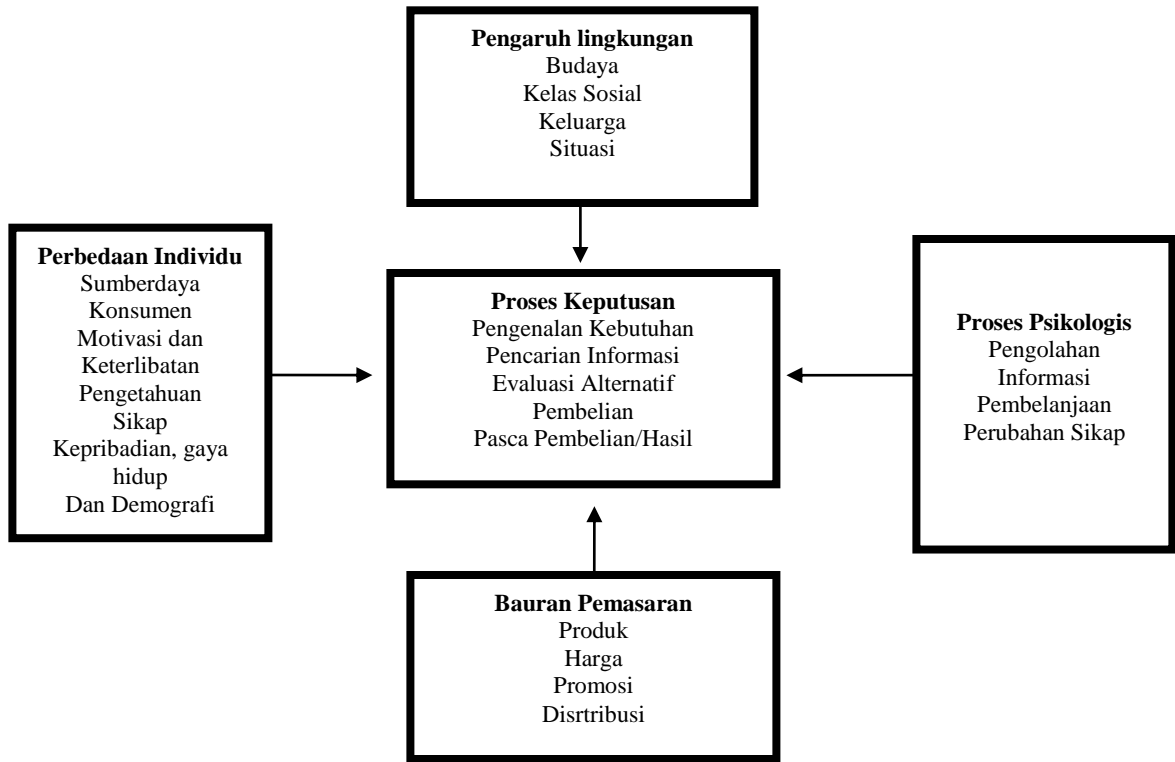 Pengaruh lingkungan
Budaya
Kelas Sosial
Keluarga
Situasi
Perbedaan Individu
Sumberdaya
Konsumen
Motivasi dan
Keterlibatan
Pengetahuan
Sikap
Kepribadian, gaya
hidup
Dan Demografi
Proses Keputusan
Pengenalan Kebutuhan
Pencarian Informasi
Evaluasi Alternatif
Pembelian
Pasca Pembelian/Hasil
Proses Psikologis
Pengolahan
Informasi
Pembelanjaan
Perubahan Sikap
Bauran Pemasaran
Produk
Harga
Promosi
Disrtribusi